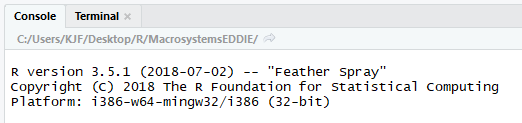 Console Terminal ×
C:/Users/KJF/Desktop/R/MacrosystemsEDDIE/
R version 3.5.1 (2018-07-02) -- "Feather Spray"
Copyright (C) 2018 The R Foundation for Statistical Computing
Platform: i386-w64-mingw32/i386 (32-bit)